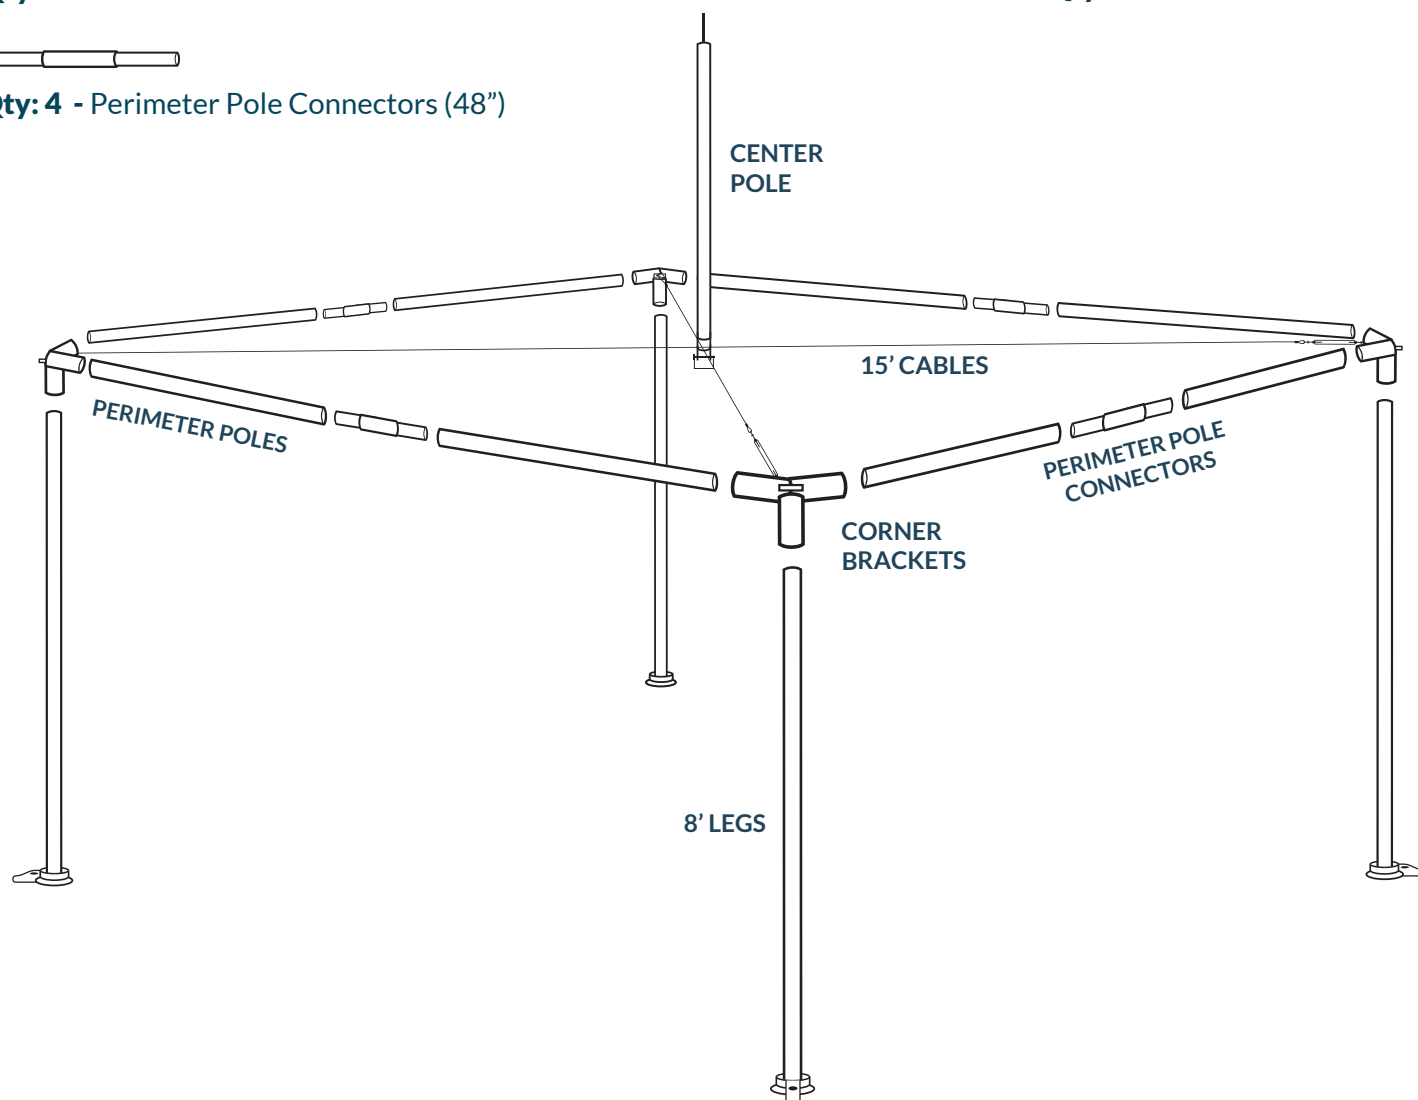 Qty: 4 - Perimeter Pole Connectors (48”)
CENTER
POLE
15’ CABLES
PERIMETER POLES
PERIMETER POLE
CONNECTORS
CORNER
BRACKETS
8’ LEGS